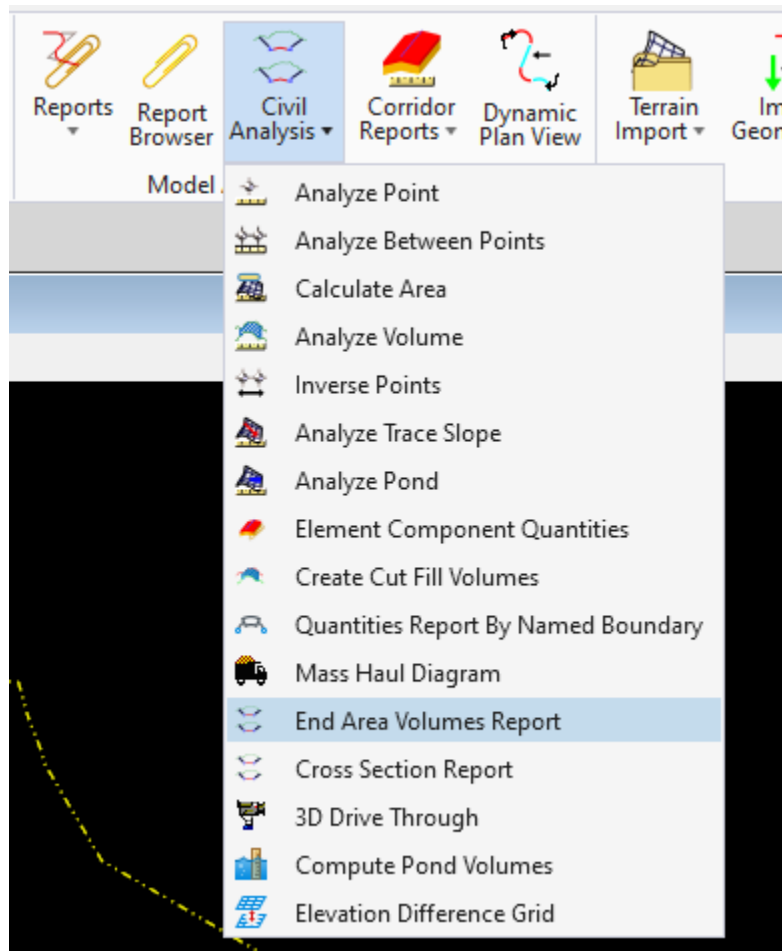 Reports
Report
Browser
Civil
Analysis
Corridor
Reports
Dynamic
Plan View
Terrain
Import
Model
Analyze Point
Analyze Between Points
Calculate Area
Analyze Volume
Inverse Points
Analyze Trace Slope
Analyze Pond
Element Component Quantities
Create Cut Fill Volumes
Quantities Report By Named Boundary
Mass Haul Diagram
End Area Volumes Report
Cross Section Report
3D Drive Through
Compute Pond Volumes
Elevation Difference Grid